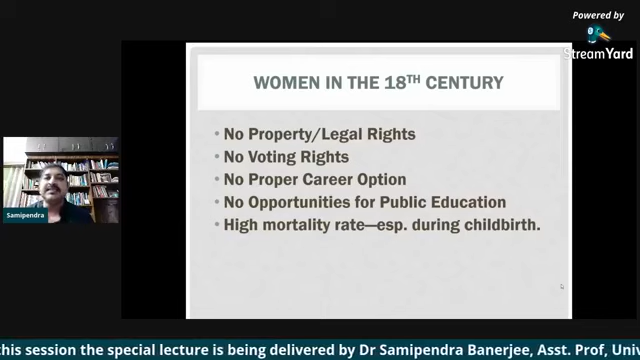 Powered by
StreamYard
WOMEN IN THE 18TH CENTURY
• No Property/Legal Rights
• No Voting Rights
• No Proper Career Option
• No Opportunities for Public Education
• High mortality rate—esp. during childbirth.
Samipendra
this session the special lecture is being delivered by Dr Samipendra Banerjee, Asst. Prof, Univ